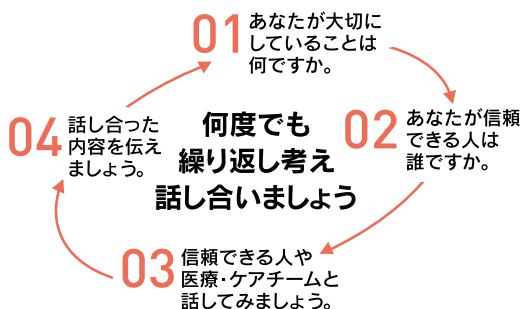 01 あなたが大切に
していることは
何ですか。
02 あなたが信頼
できる人は
誰ですか。
03 信頼できる人や
医療・ケアチームと
話してみましょう。
04 話し合った
内容を伝え
ましょう。
何度でも
繰り返し考え
話し合いましょう